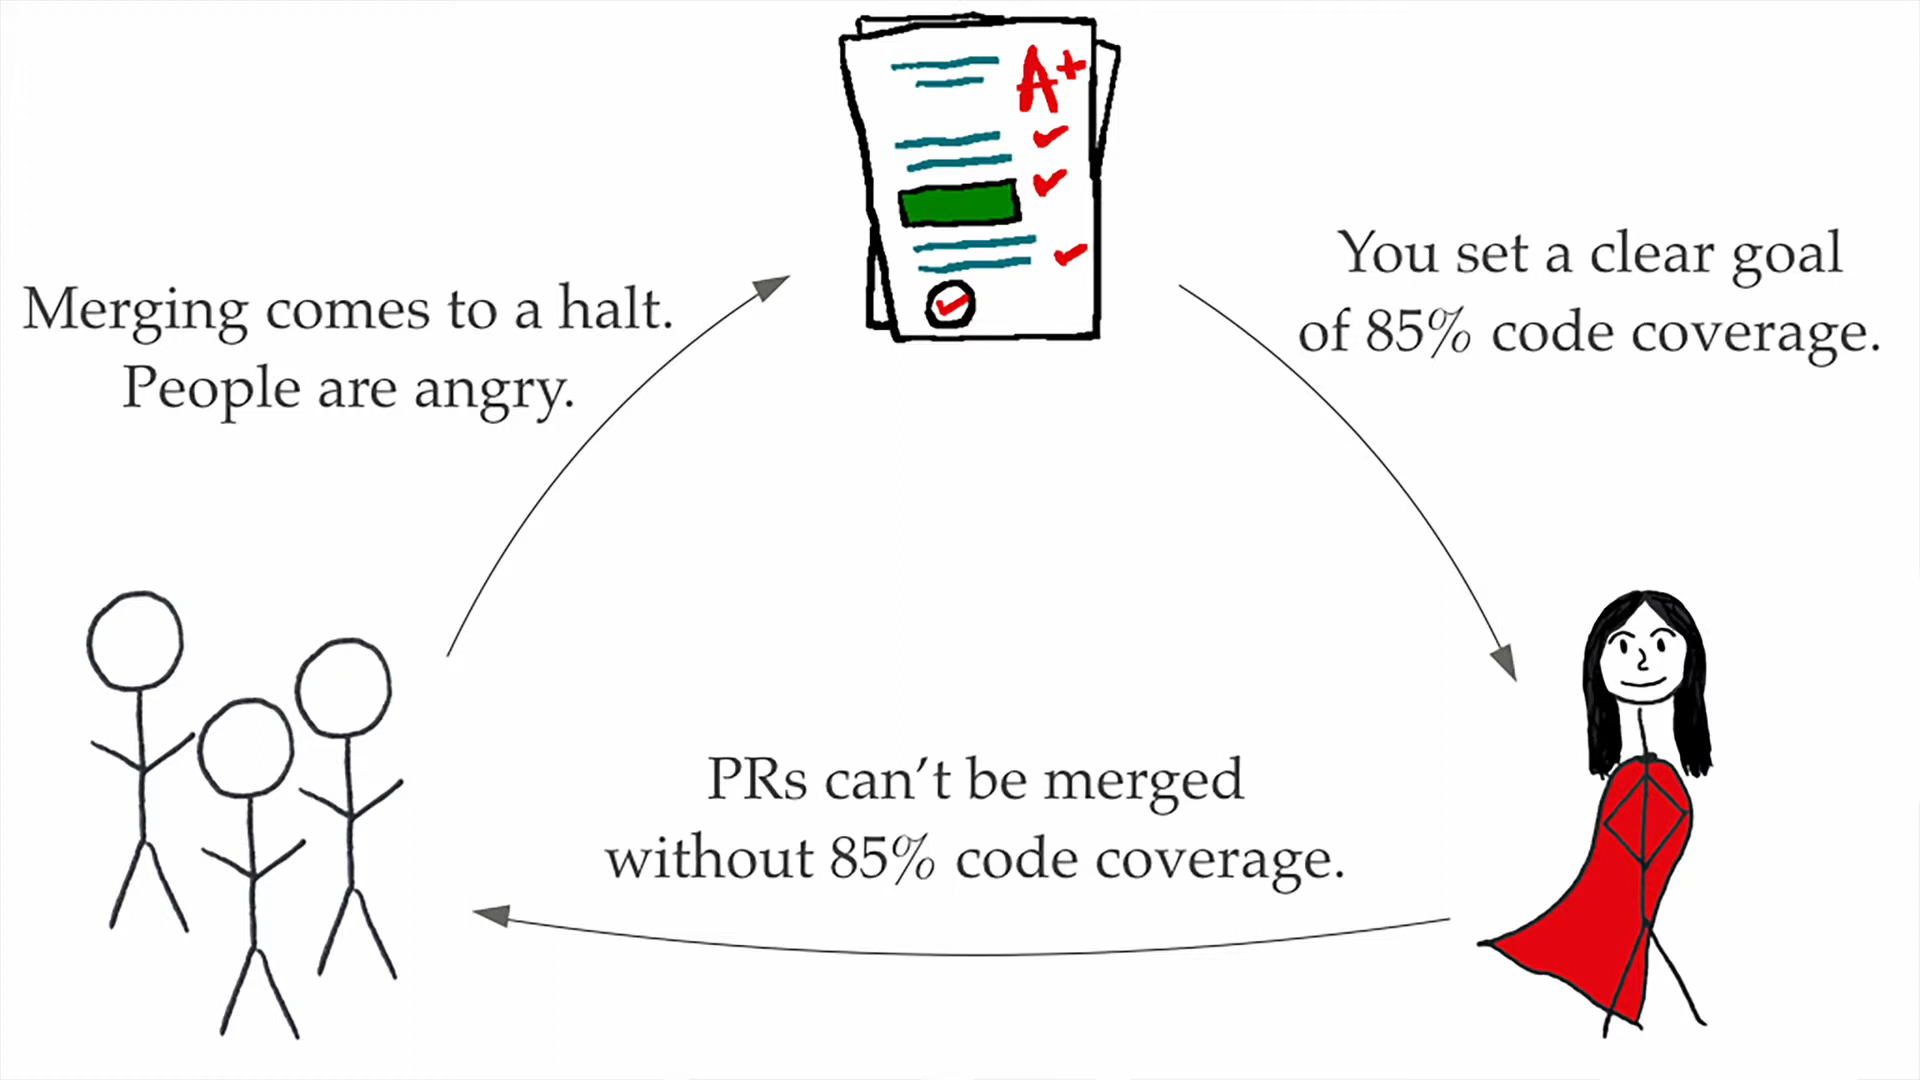 A+
You set a clear goal
of 85% code coverage.
Merging comes to a halt.
People are angry.
PRs can’t be merged
without 85% code coverage.